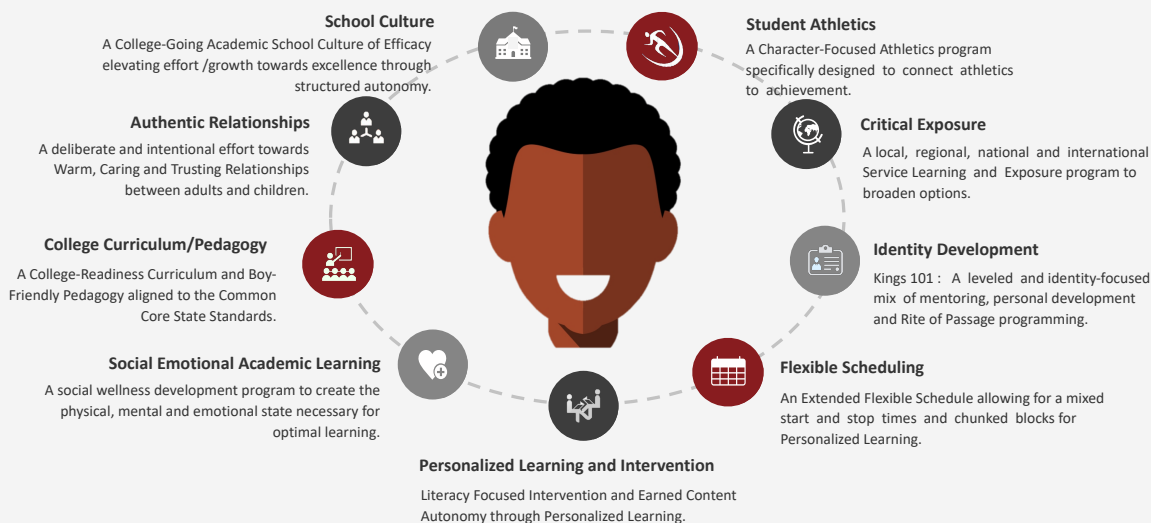 School Culture
A College-Going Academic School Culture of Efficacy
elevating effort /growth towards excellence through
structured autonomy.
Student Athletics
A Character-Focused Athletics program
specifically designed to connect athletics
to achievement.
Authentic Relationships
A deliberate and intentional effort towards
Warm, Caring and Trusting Relationships
between adults and children.
Critical Exposure
A local, regional, national and international
Service Learning and Exposure program to
broaden options.
College Curriculum/Pedagogy
A College-Readiness Curriculum and Boy-
Friendly Pedagogy aligned to the Common
Core State Standards.
Identity Development
Kings 101 : A leveled and identity-focused
mix of mentoring, personal development
and Rite of Passage programming.
Social Emotional Academic Learning
A social wellness development program to create the
physical, mental and emotional state necessary for
optimal learning.
Flexible Scheduling
An Extended Flexible Schedule allowing for a mixed
start and stop times and chunked blocks for
Personalized Learning.
Personalized Learning and Intervention
Literacy Focused Intervention and Earned Content
Autonomy through Personalized Learning.